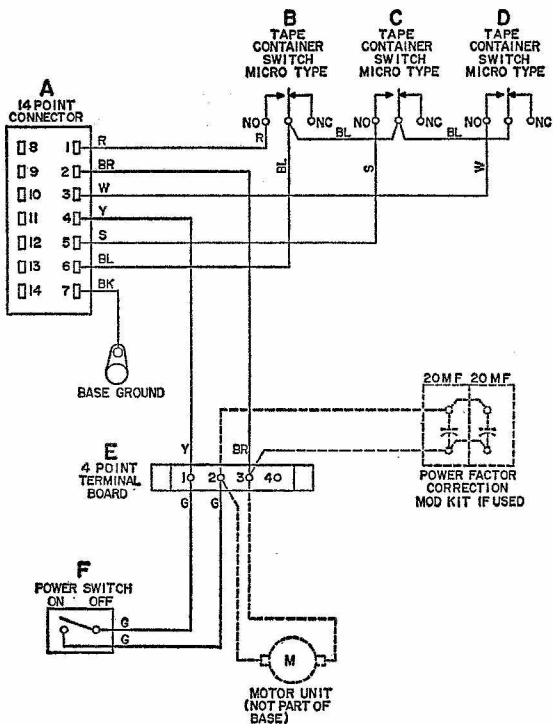 B
TAPE
CONTAINER
SWITCH
MICRO TYPE
C
TAPE
CONTAINER
SWITCH
MICRO TYPE
D
TAPE
CONTAINER
SWITCH
MICRO TYPE
NO NC
NO NC
NO NC
R
BL
BL
BL
S
W
A
14 POINT
CONNECTOR
8 1 R
9 2 BR
10 3 W
11 4 Y
12 5 S
13 6 BL
14 7 BK
BASE GROUND
20 MF 20 MF
POWER FACTOR
CORRECTION
MOD KIT IF USED
E
4 POINT
TERMINAL
BOARD
Y BR
1 2 3 4
G G
F
POWER SWITCH
ON OFF
G
G
M
MOTOR UNIT
(NOT PART OF
BASE)